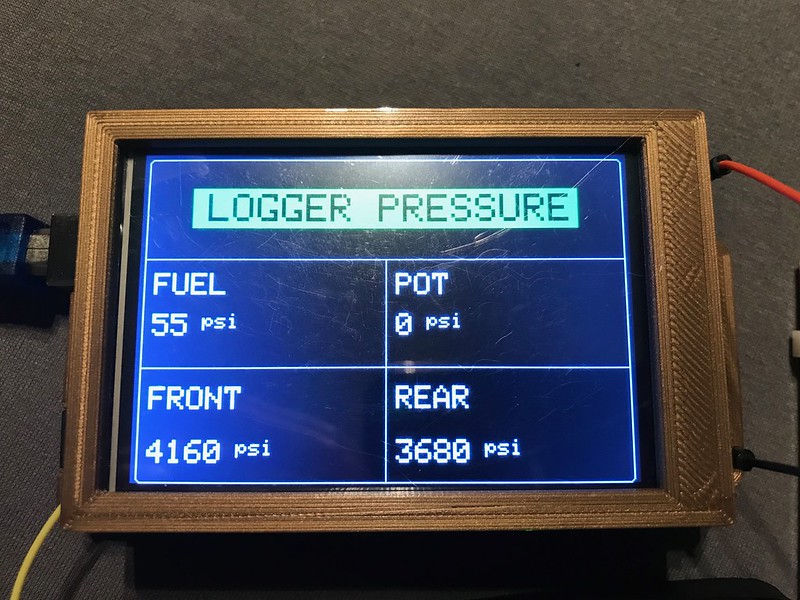 LOGGER PRESSURE
FUEL
55 psi
POT
0 psi
FRONT
4160 psi
REAR
3680 psi